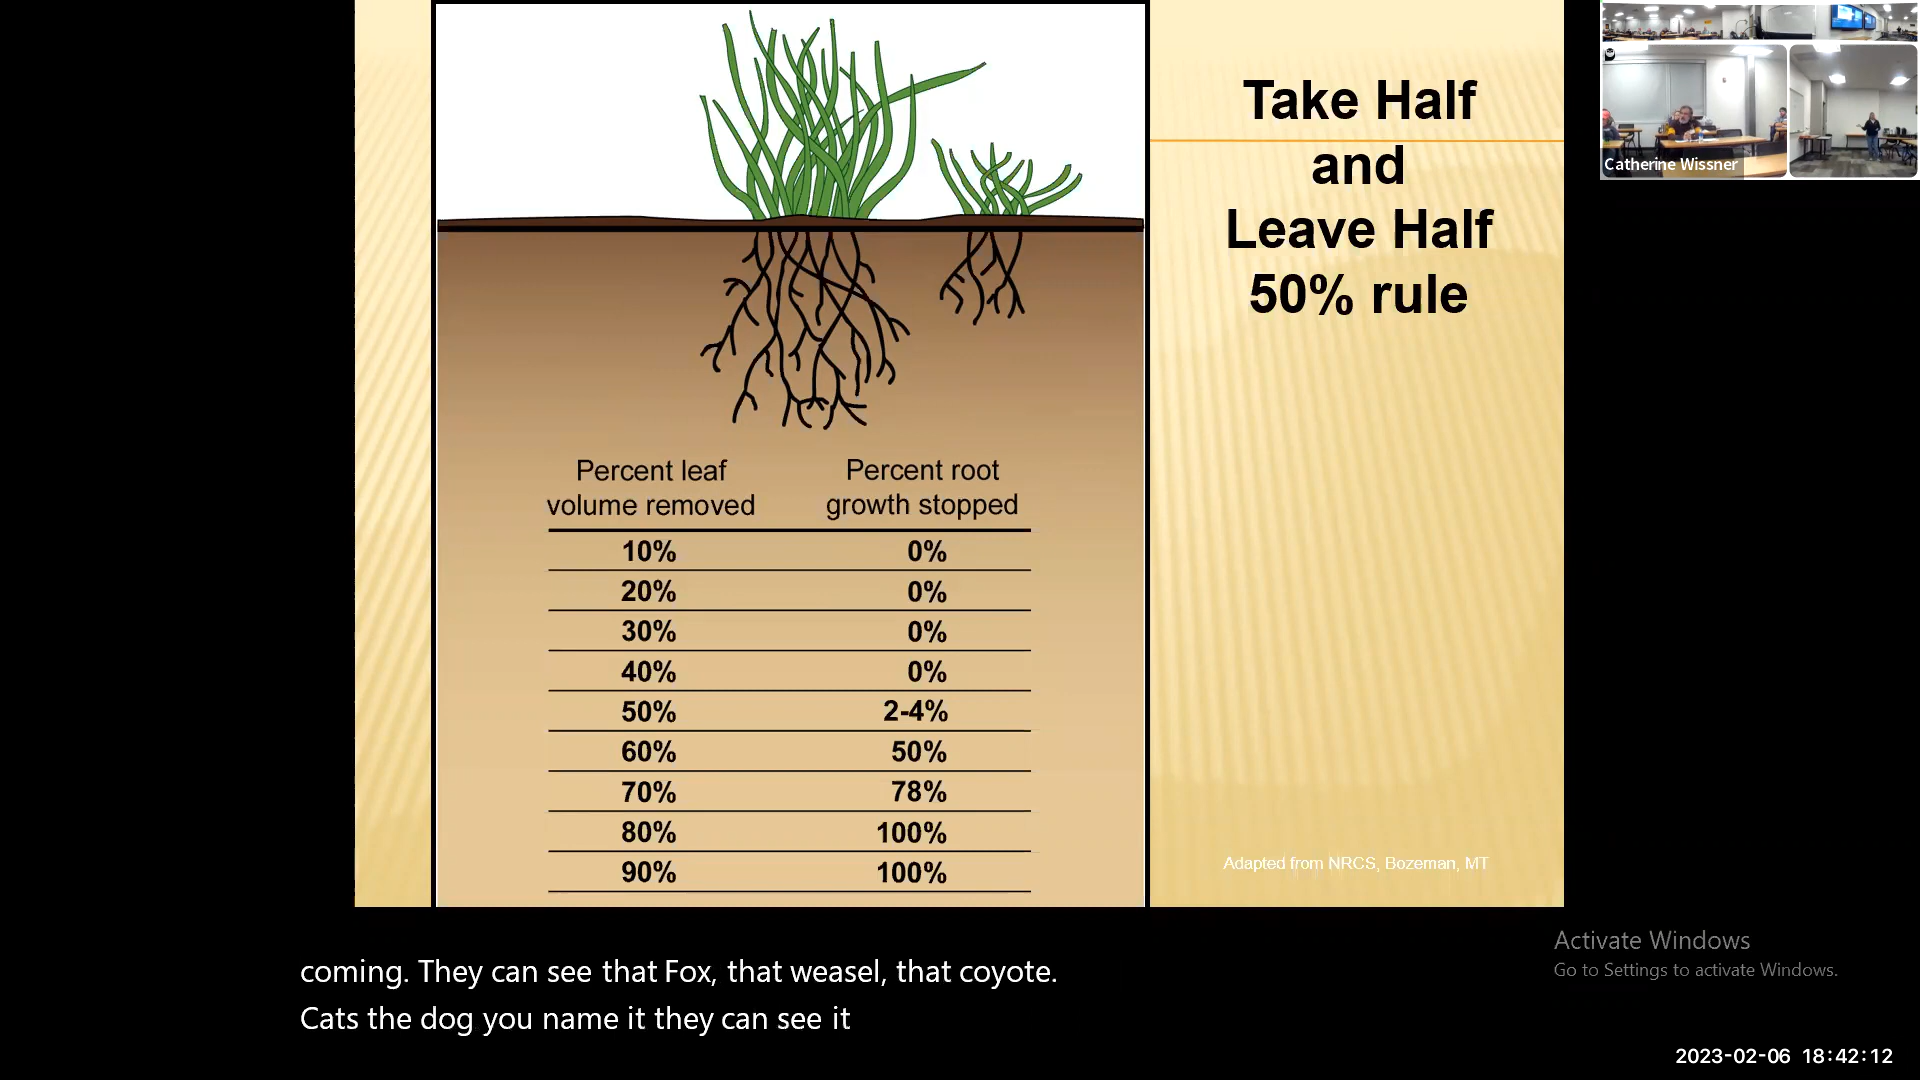 Take Half
and
Leave Half
50% rule
Percent leaf
volume removed
Percent root
growth stopped
10% 0%
20% 0%
30% 0%
40% 0%
50% 2-4%
60% 50%
70% 78%
80% 100%
90% 100%
Adapted from NRCS, Bozeman, MT
Catherine Wissner
coming. They can see that Fox, that weasel, that coyote.
Cats the dog you name it they can see it
Activate Windows
Go to Settings to activate Windows.
2023-02-06 18:42:12